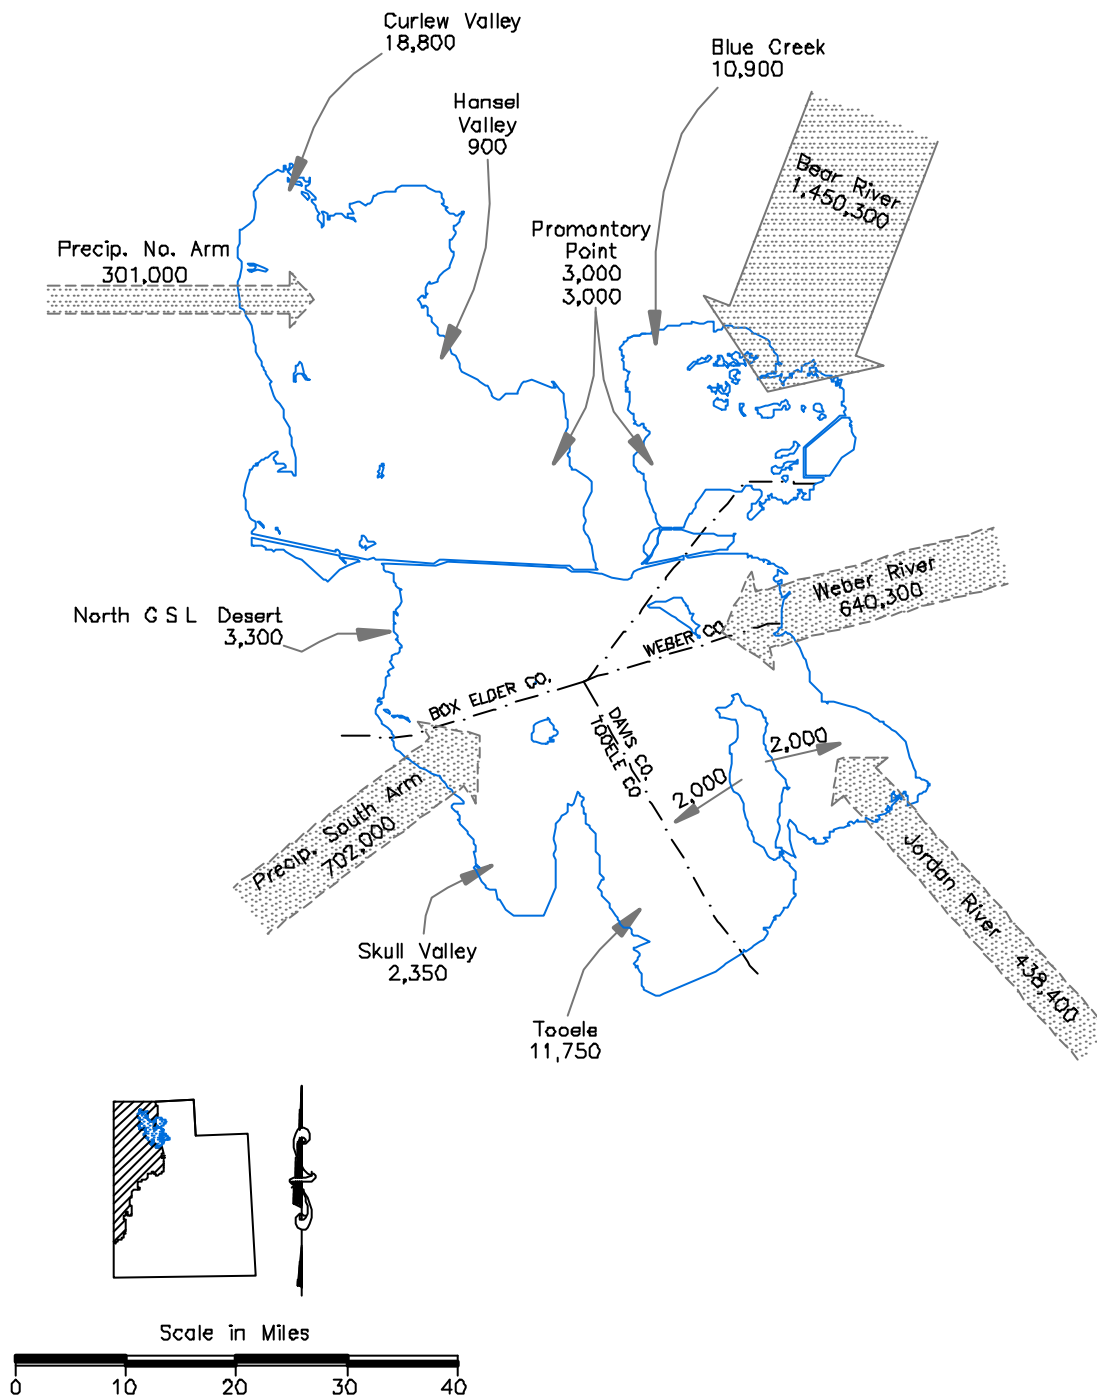 Curlew Valley
18,800
Blue Creek
10,900
Hansel
Valley
900
Bear River
1,450,300
Promontory
Point
3,000
3,000
Precip. No. Arm
301,000
Weber River
640,300
North G S L Desert
3,300
WEBER CO
BOX ELDER CO.
DAVIS CO.
TOOELE CO
2,000
2,000
Precip. South Arm
702,000
Jordan River 438,400
Skull Valley
2,350
Tooele
11,750
Scale in Miles
0 10 20 30 40